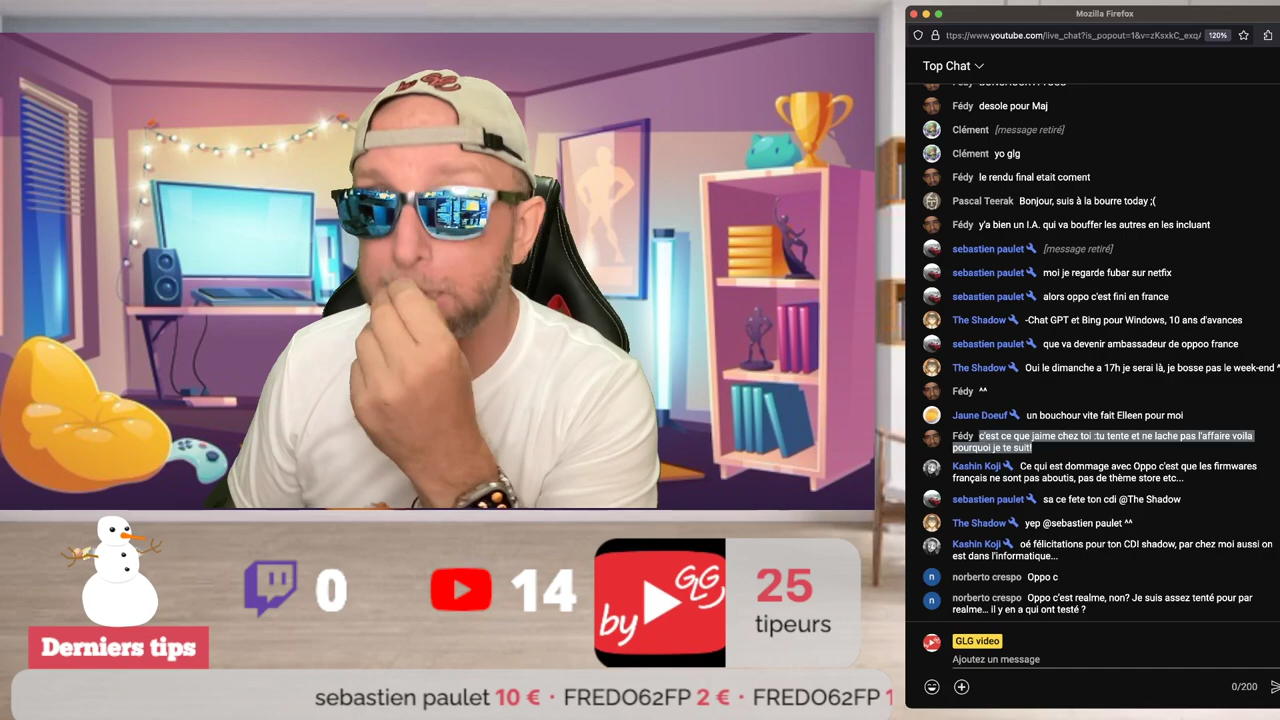 Mozilla Firefox
ttps://www.youtube.com/live_chat?is_popout=1&v=zKsxkC_exq/ 120%
Top Chat
Fédy
Fédy desole pour Maj
Clément [message retiré]
Clément yo glg
Fédy le rendu final etait coment
Pascal Teerak Bonjour, suis à la bourre today ;(
Fédy y'a bien un I.A. qui va bouffer les autres en les incluant
sebastien paulet [message retiré]
sebastien paulet moi je regarde fubar sur netfix
sebastien paulet alors oppo c'est fini en france
The Shadow -Chat GPT et Bing pour Windows, 10 ans d'avances
sebastien paulet que va devenir ambassadeur de oppoo france
The Shadow Oui le dimanche a 17h je serai là, je bosse pas le week-end ^
Fédy ^^
Jaune Doeuf un bouchour vite fait Elleen pour moi
Fédy c'est ce que jaime chez toi :tu tente et ne lache pas l'affaire voila
pourquoi je te suit!
Kashin Koji Ce qui est dommage avec Oppo c'est que les firmwares
français ne sont pas aboutis, pas de thème store etc...
sebastien paulet sa ce fete ton cdi @The Shadow
The Shadow yep @sebastien paulet ^^
Kashin Koji oé félicitations pour ton CDI shadow, par chez moi aussi on
est dans l'informatique...
n norberto crespo Oppo c
n norberto crespo Oppo c'est realme, non? Je suis assez tenté pour par
realme... il y en a qui ont testé ?
GLG video
Ajoutez un message
0/200
by GLG
0
14
by GLG
25
tipeurs
Derniers tips
sebastien paulet 10 € · FREDO62FP 2 € · FREDO62FP 1